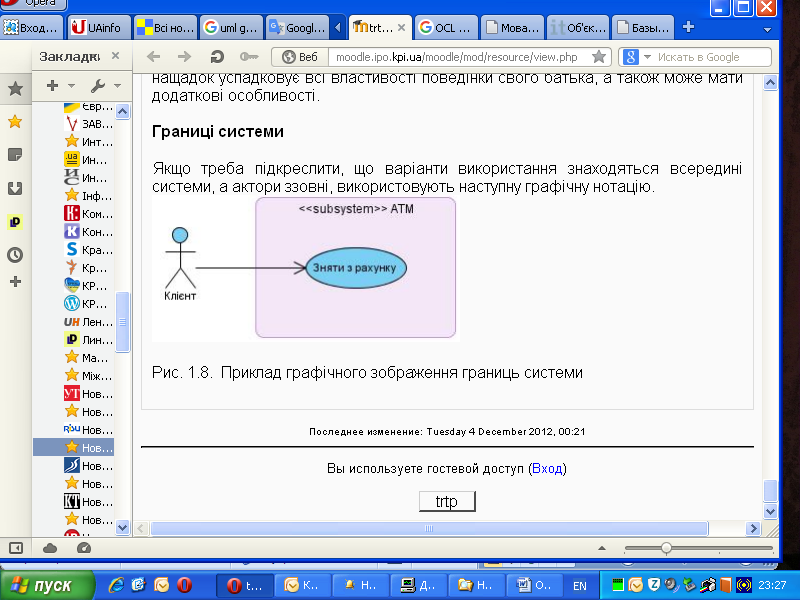 Opera
Вход...
UAinfo
Всі но...
uml g...
Googl...
trt...
OCL ...
Мова...
Об'єк...
Базы...
Закладки
Веб
moodle.ipo.kpi.ua/moodle/mod/resource/view.php
Искать в Google
нащадок успадковує всі властивості поведінки свого батька, а також може мати
додаткові особливості.
Границі системи
Якщо треба підкреслити, що варіанти використання знаходяться всередині
системи, а актори ззовні, використовують наступну графічну нотацію.
<<subsystem>> ATM
Зняти з рахунку
Клієнт
Рис. 1.8. Приклад графічного зображення границь системи
Последнее изменение: Tuesday 4 December 2012, 00:21
Вы используете гостевой доступ (Вход)
trtp
Євр...
ЗАВ...
Инт...
Ин...
Ин...
Інф...
Ком...
Кон...
Кра...
Кр...
КР...
КР...
Лен...
Лин...
Ма...
Між...
Нов...
Нов...
Нов...
Нов...
Нов...
Нов...
Нов...
Нов...
Нов...
пуск
t...
К...
Н...
Д...
Н...
О...
EN
23:27